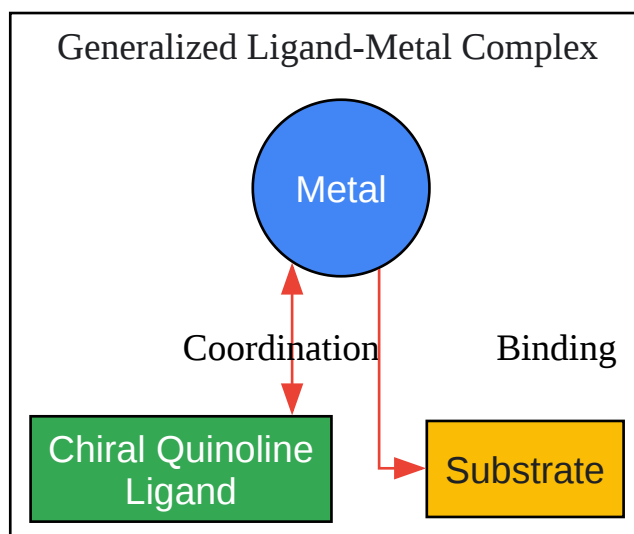 Generalized Ligand-Metal Complex
Metal
Coordination
Binding
Chiral Quinoline
Ligand
Substrate